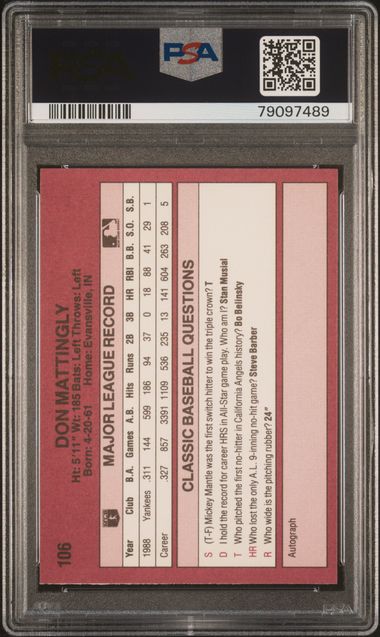 PSA
79097489
106
DON MATTINGLY
Ht: 5'11" Wt: 185 Bats: Left Throws: Left
Born: 4-20-61 Home: Evansville, IN
MAJOR LEAGUE RECORD
Year Club B.A. Games A.B. Hits Runs 2B 3B HR RBI B.B. S.O. S.B.
1988 Yankees .311 144 599 186 94 37 0 18 88 41 29 1
Career .327 857 3391 1109 536 235 13 141 604 263 208 5
CLASSIC BASEBALL QUESTIONS
S (T-F) Mickey Mantle was the first switch hitter to win the triple crown? T
D I hold the record for career HRS in All-Star game play. Who am I? Stan Musial
T Who pitched the first no-hitter in California Angels history? Bo Belinsky
HR Who lost the only A.L. 9-inning no-hit game? Steve Barber
R Who wide is the pitching rubber? 24"
Autograph